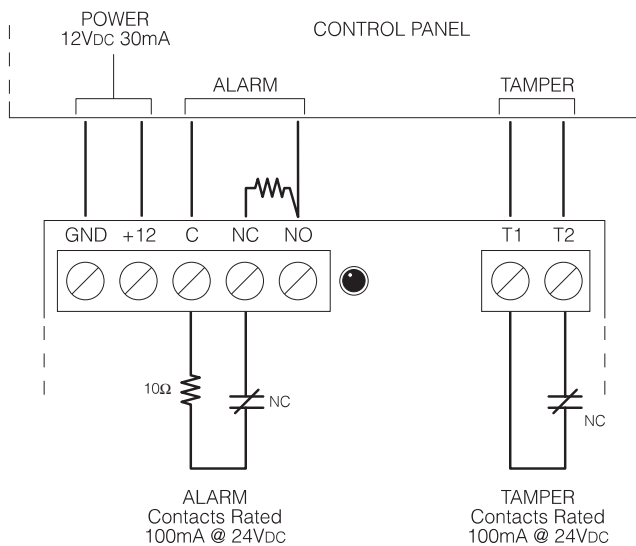 POWER
12VDC 30mA
CONTROL PANEL
ALARM
TAMPER
GND +12 C NC NO
T1 T2
10Ω
NC
NC
ALARM
Contacts Rated
100mA @ 24VDC
TAMPER
Contacts Rated
100mA @ 24VDC